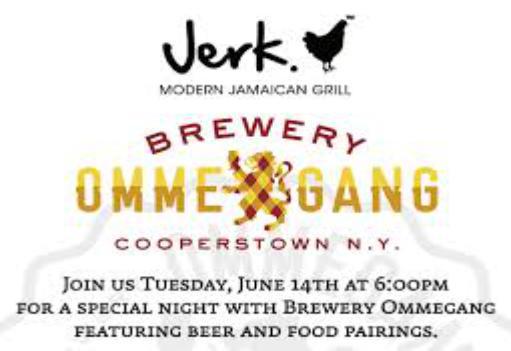 Jerk.
MODERN JAMAICAN GRILL
BREWERY
OMMEGANG
COOPERSTOWN N.Y.
JOIN US TUESDAY, JUNE 14TH AT 6:00PM
FOR A SPECIAL NIGHT WITH BREWERY OMMEGANG
FEATURING BEER AND FOOD PAIRINGS.